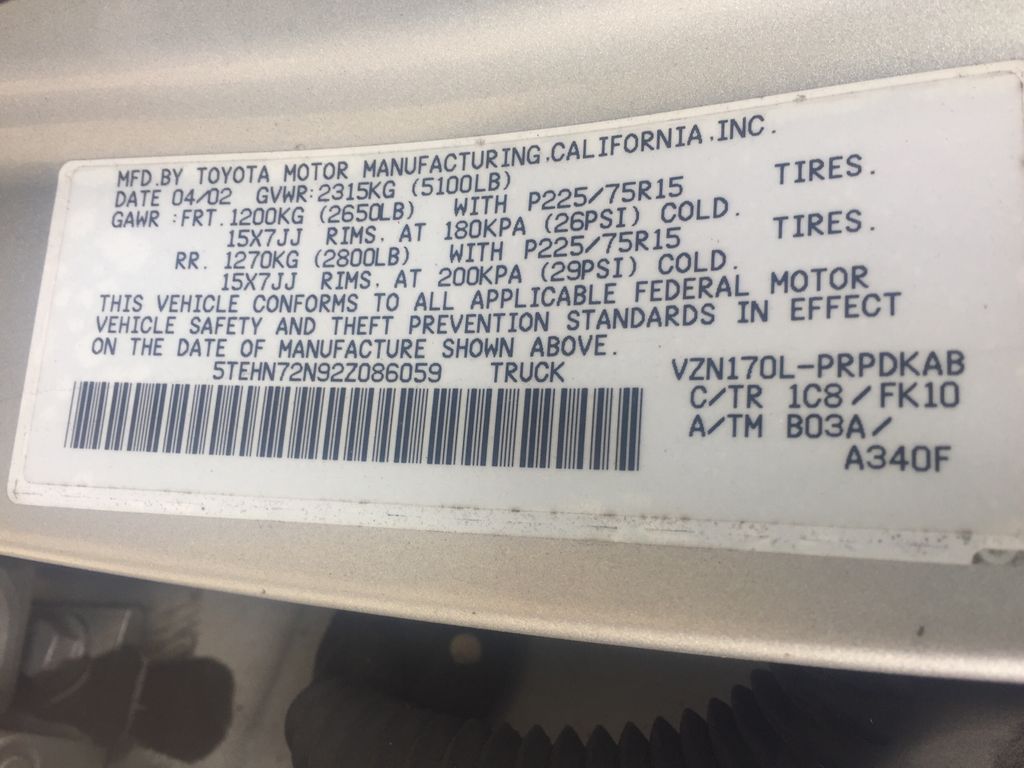 MFD.BY TOYOTA MOTOR MANUFACTURING,CALIFORNIA,INC.
DATE 04/02 GVWR:2315KG (5100LB)
GAWR :FRT.1200KG (2650LB) WITH P225/75R15 TIRES.
15X7JJ RIMS, AT 180KPA (26PSI) COLD.
RR. 1270KG (2800LB) WITH P225/75R15 TIRES.
15X7JJ RIMS, AT 200KPA (29PSI) COLD.
THIS VEHICLE CONFORMS TO ALL APPLICABLE FEDERAL MOTOR
VEHICLE SAFETY AND THEFT PREVENTION STANDARDS IN EFFECT
ON THE DATE OF MANUFACTURE SHOWN ABOVE.
5TEHN72N92Z086059 TRUCK VZN170L-PRPDKAB
C/TR 1C8/FK10
A/TM B03A/
A340F